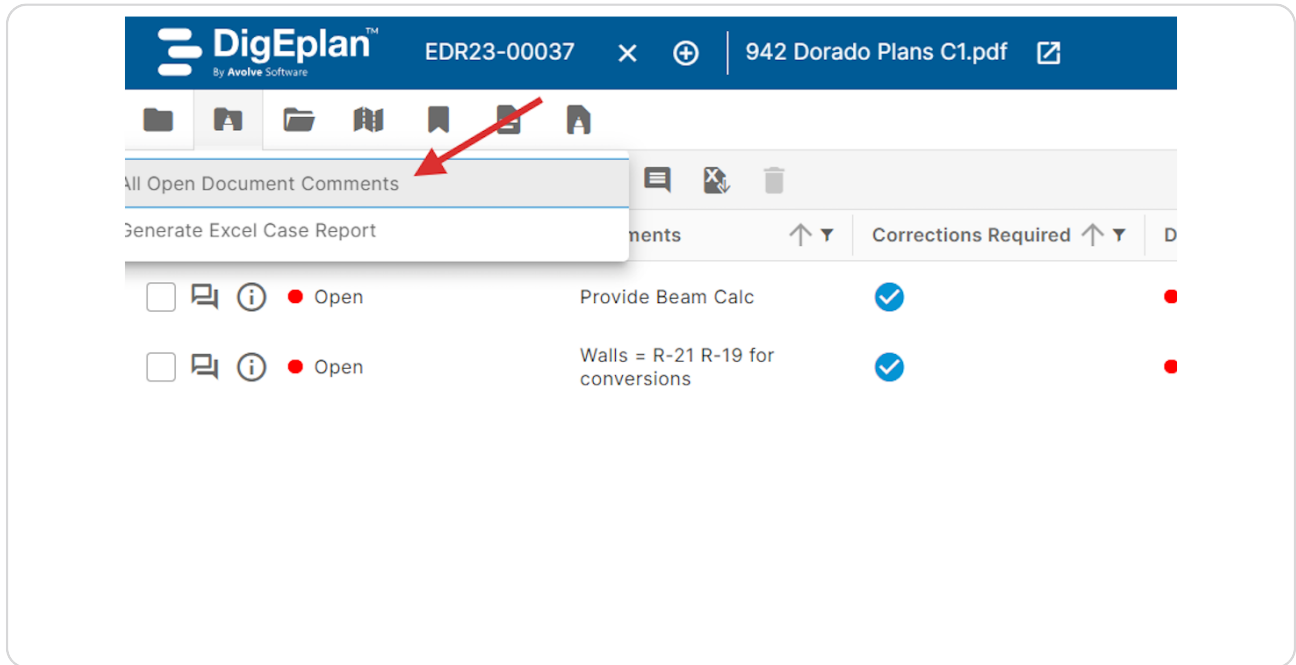 DigEplan™
By Avolve Software
EDR23-00037
942 Dorado Plans C1.pdf
All Open Document Comments
Generate Excel Case Report
ments
Corrections Required
D
Open
Provide Beam Calc
Open
Walls = R-21 R-19 for
conversions